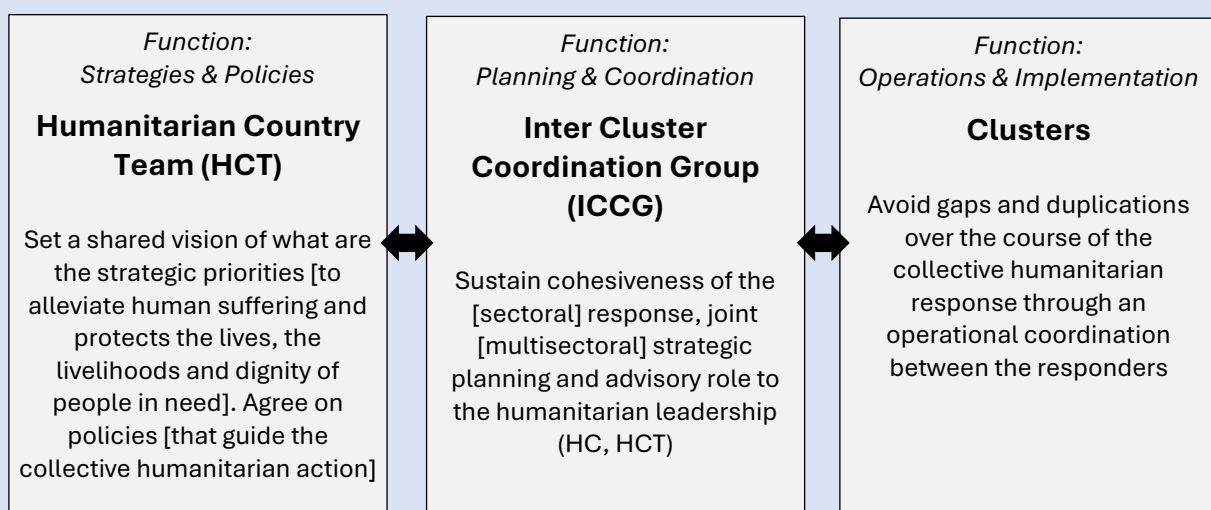 Function:
Strategies & Policies
Humanitarian Country
Team (HCT)
Set a shared vision of what are
the strategic priorities [to
alleviate human suffering and
protects the lives, the
livelihoods and dignity of
people in need]. Agree on
policies [that guide the
collective humanitarian action]
Function:
Planning & Coordination
Inter Cluster
Coordination Group
(ICCG)
Sustain cohesiveness of the
[sectoral] response, joint
[multisectoral] strategic
planning and advisory role to
the humanitarian leadership
(HC, HCT)
Function:
Operations & Implementation
Clusters
Avoid gaps and duplications
over the course of the
collective humanitarian
response through an
operational coordination
between the responders